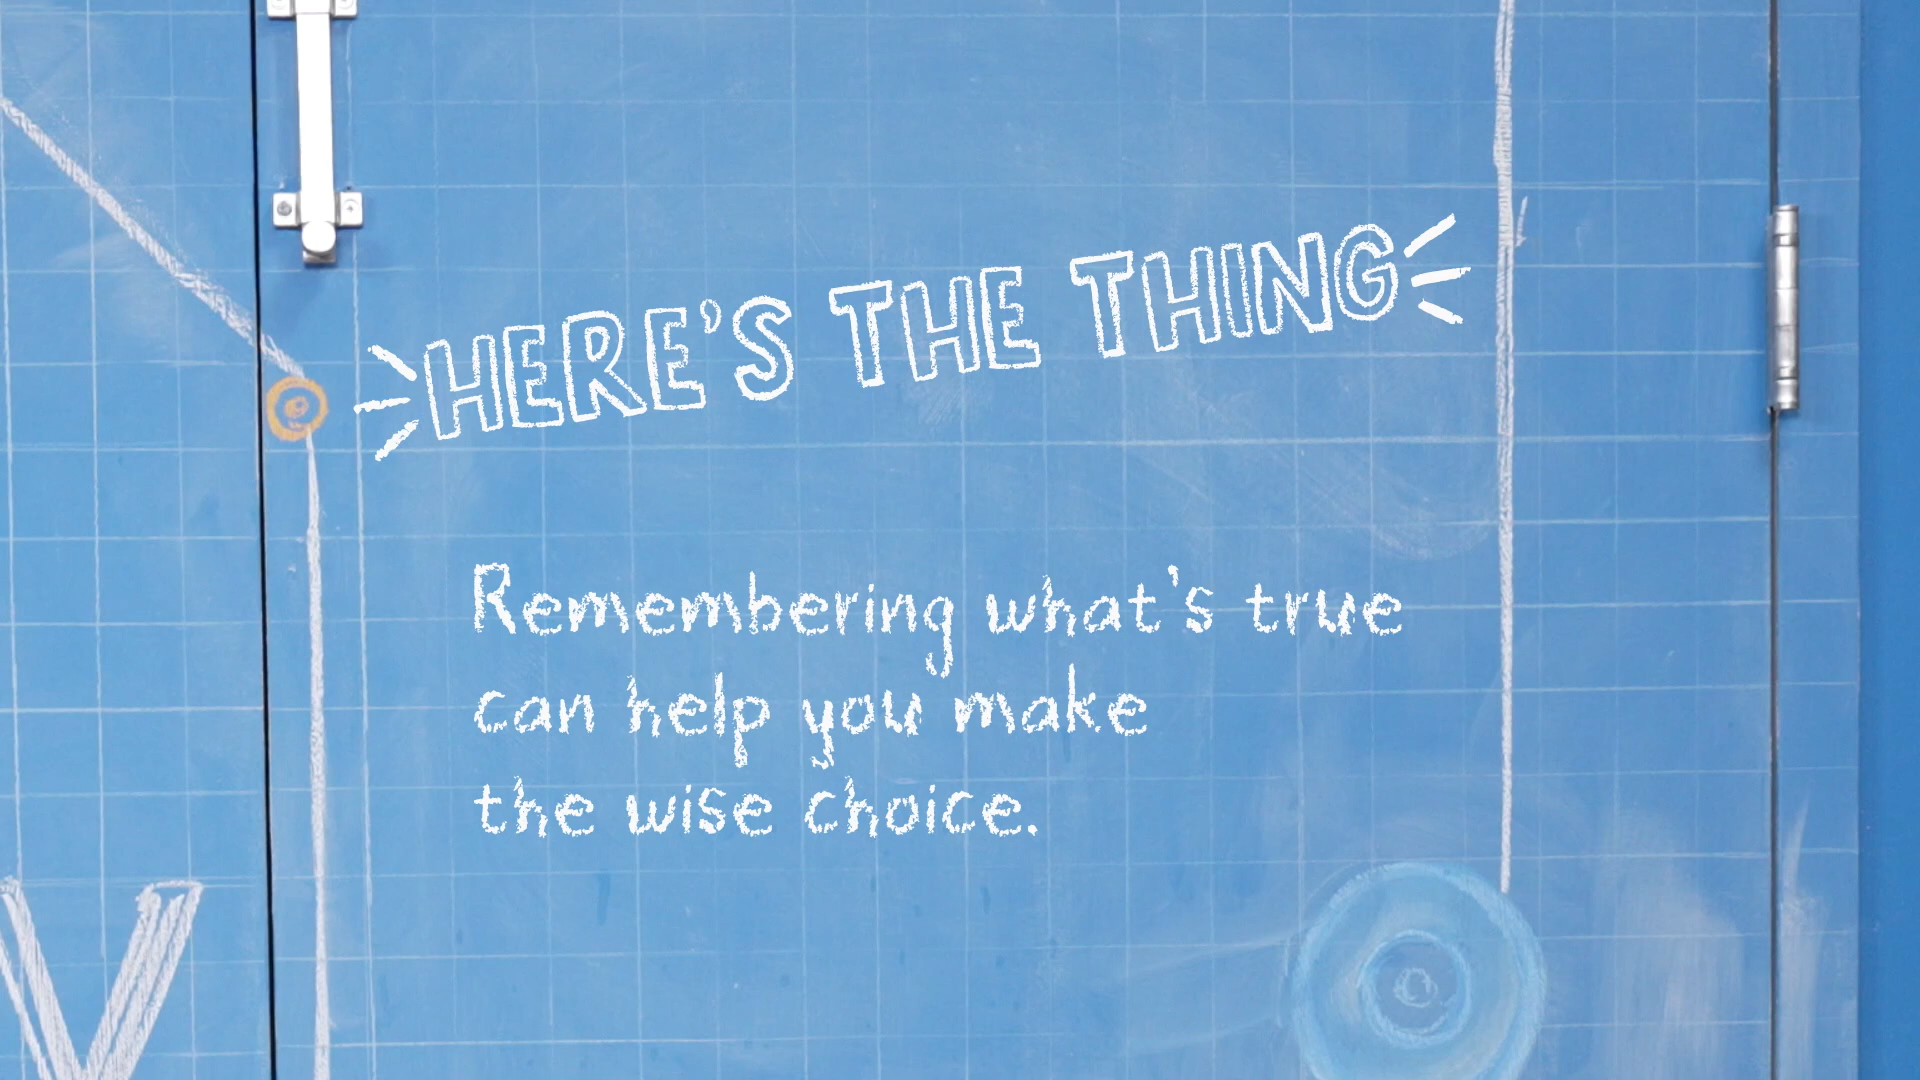 HERE'S THE THING
Remembering what's true
can help you make
the wise choice.
V